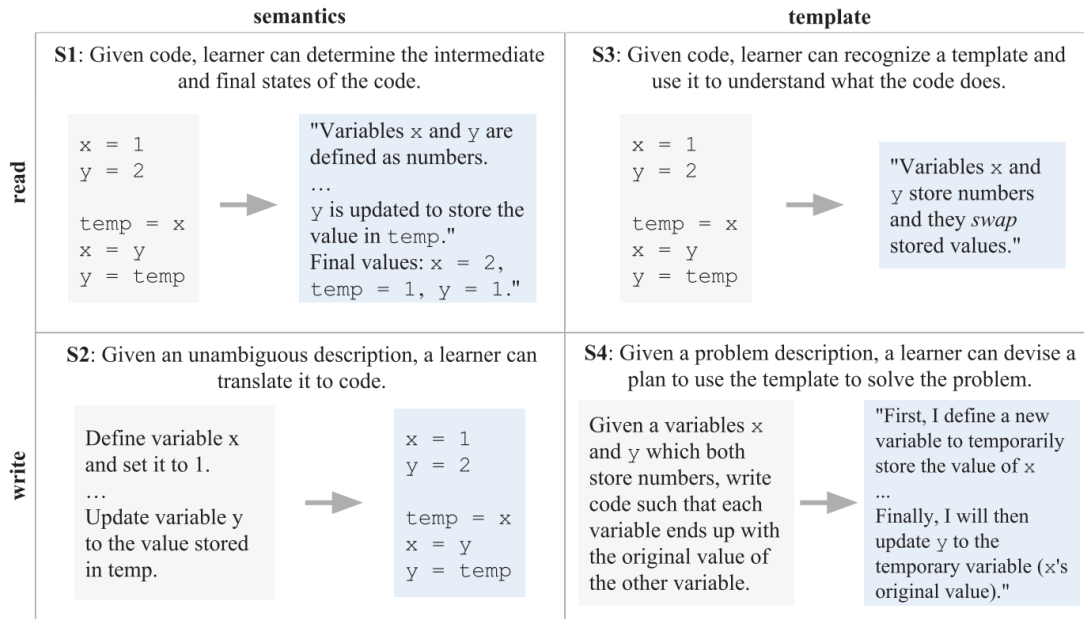 semantics
template
read
S1: Given code, learner can determine the intermediate
and final states of the code.
x = 1
y = 2
temp = x
x = y
y = temp
"Variables x and y are
defined as numbers.
...
y is updated to store the
value in temp."
Final values: x = 2,
temp = 1, y = 1."
S3: Given code, learner can recognize a template and
use it to understand what the code does.
x = 1
y = 2
temp = x
x = y
y = temp
"Variables x and
y store numbers
and they swap
stored values."
write
S2: Given an unambiguous description, a learner can
translate it to code.
Define variable x
and set it to 1.
...
Update variable y
to the value stored
in temp.
x = 1
y = 2
temp = x
x = y
y = temp
S4: Given a problem description, a learner can devise a
plan to use the template to solve the problem.
Given a variables x
and y which both
store numbers, write
code such that each
variable ends up with
the original value of
the other variable.
"First, I define a new
variable to temporarily
store the value of x
...
Finally, I will then
update y to the
temporary variable (x's
original value)."